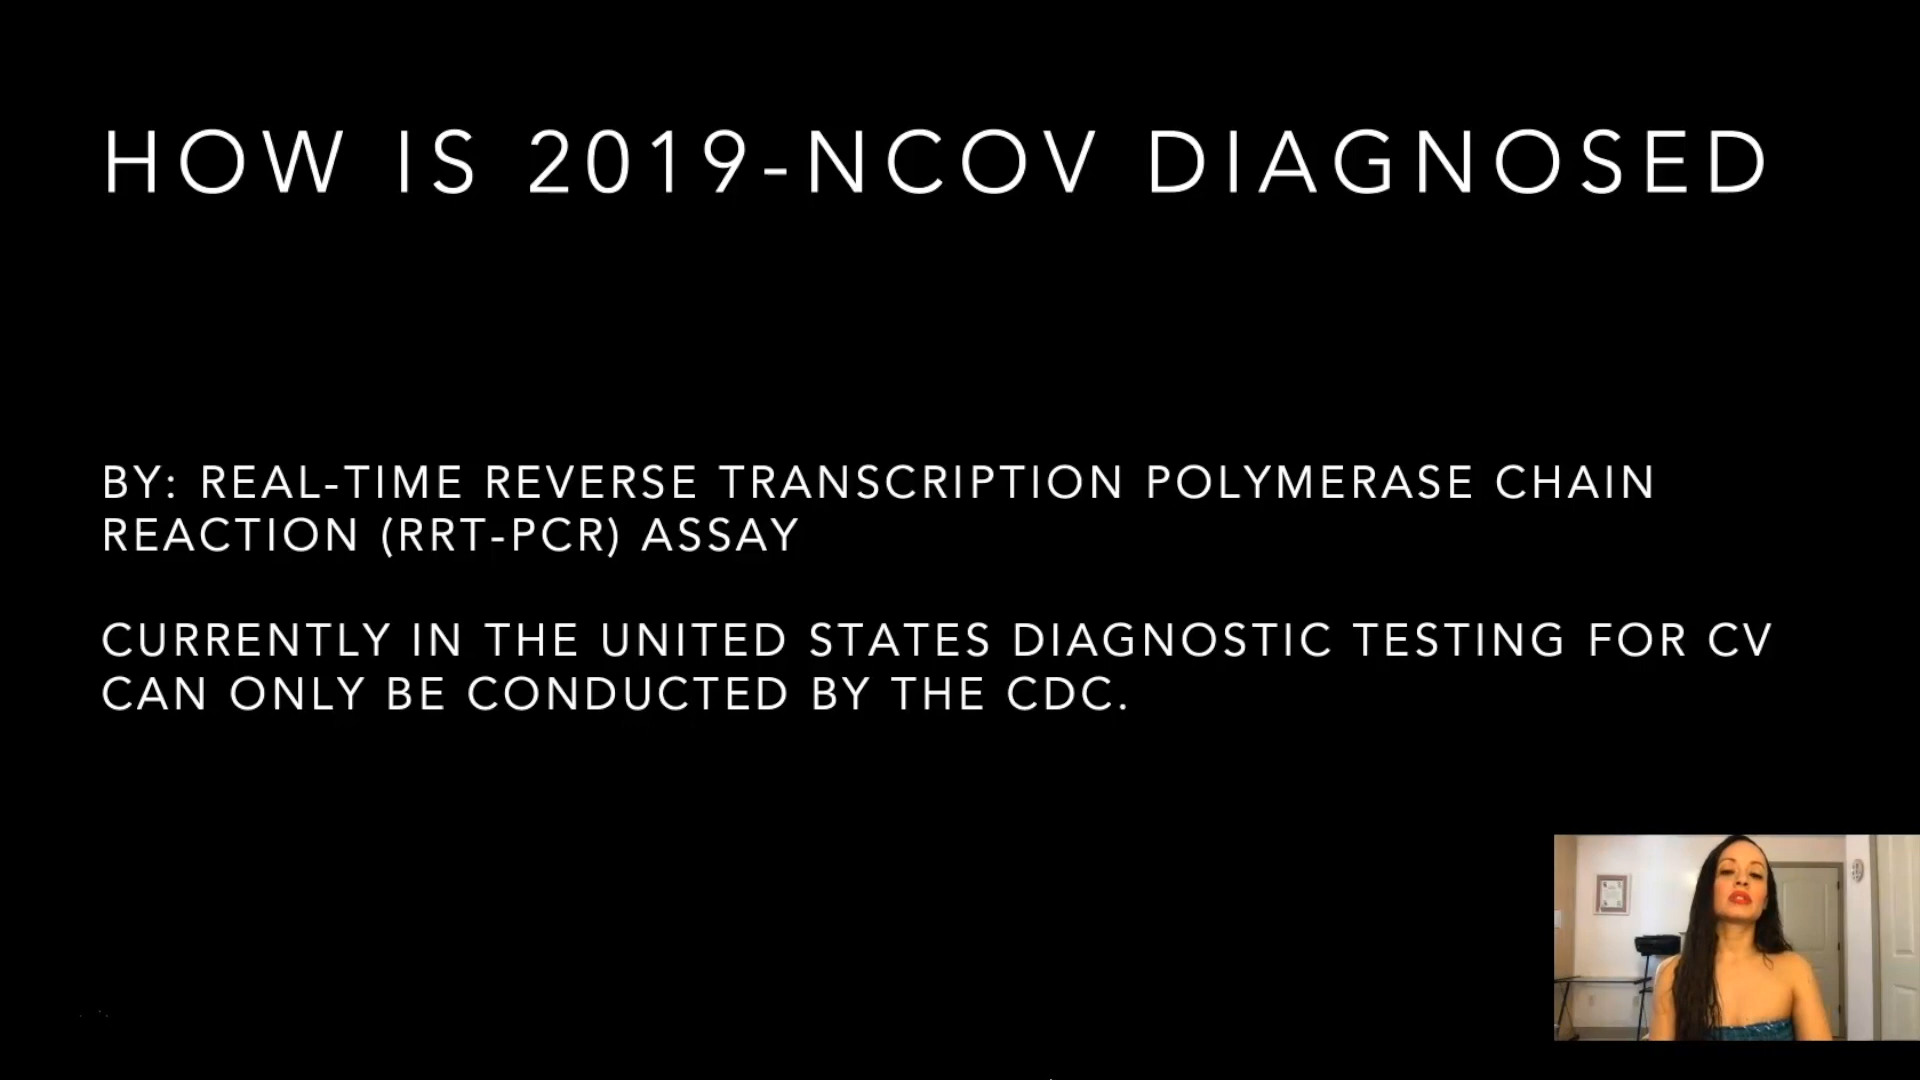 HOW IS 2019-NCOV DIAGNOSED
BY: REAL-TIME REVERSE TRANSCRIPTION POLYMERASE CHAIN
REACTION (RRT-PCR) ASSAY
CURRENTLY IN THE UNITED STATES DIAGNOSTIC TESTING FOR CV
CAN ONLY BE CONDUCTED BY THE CDC.